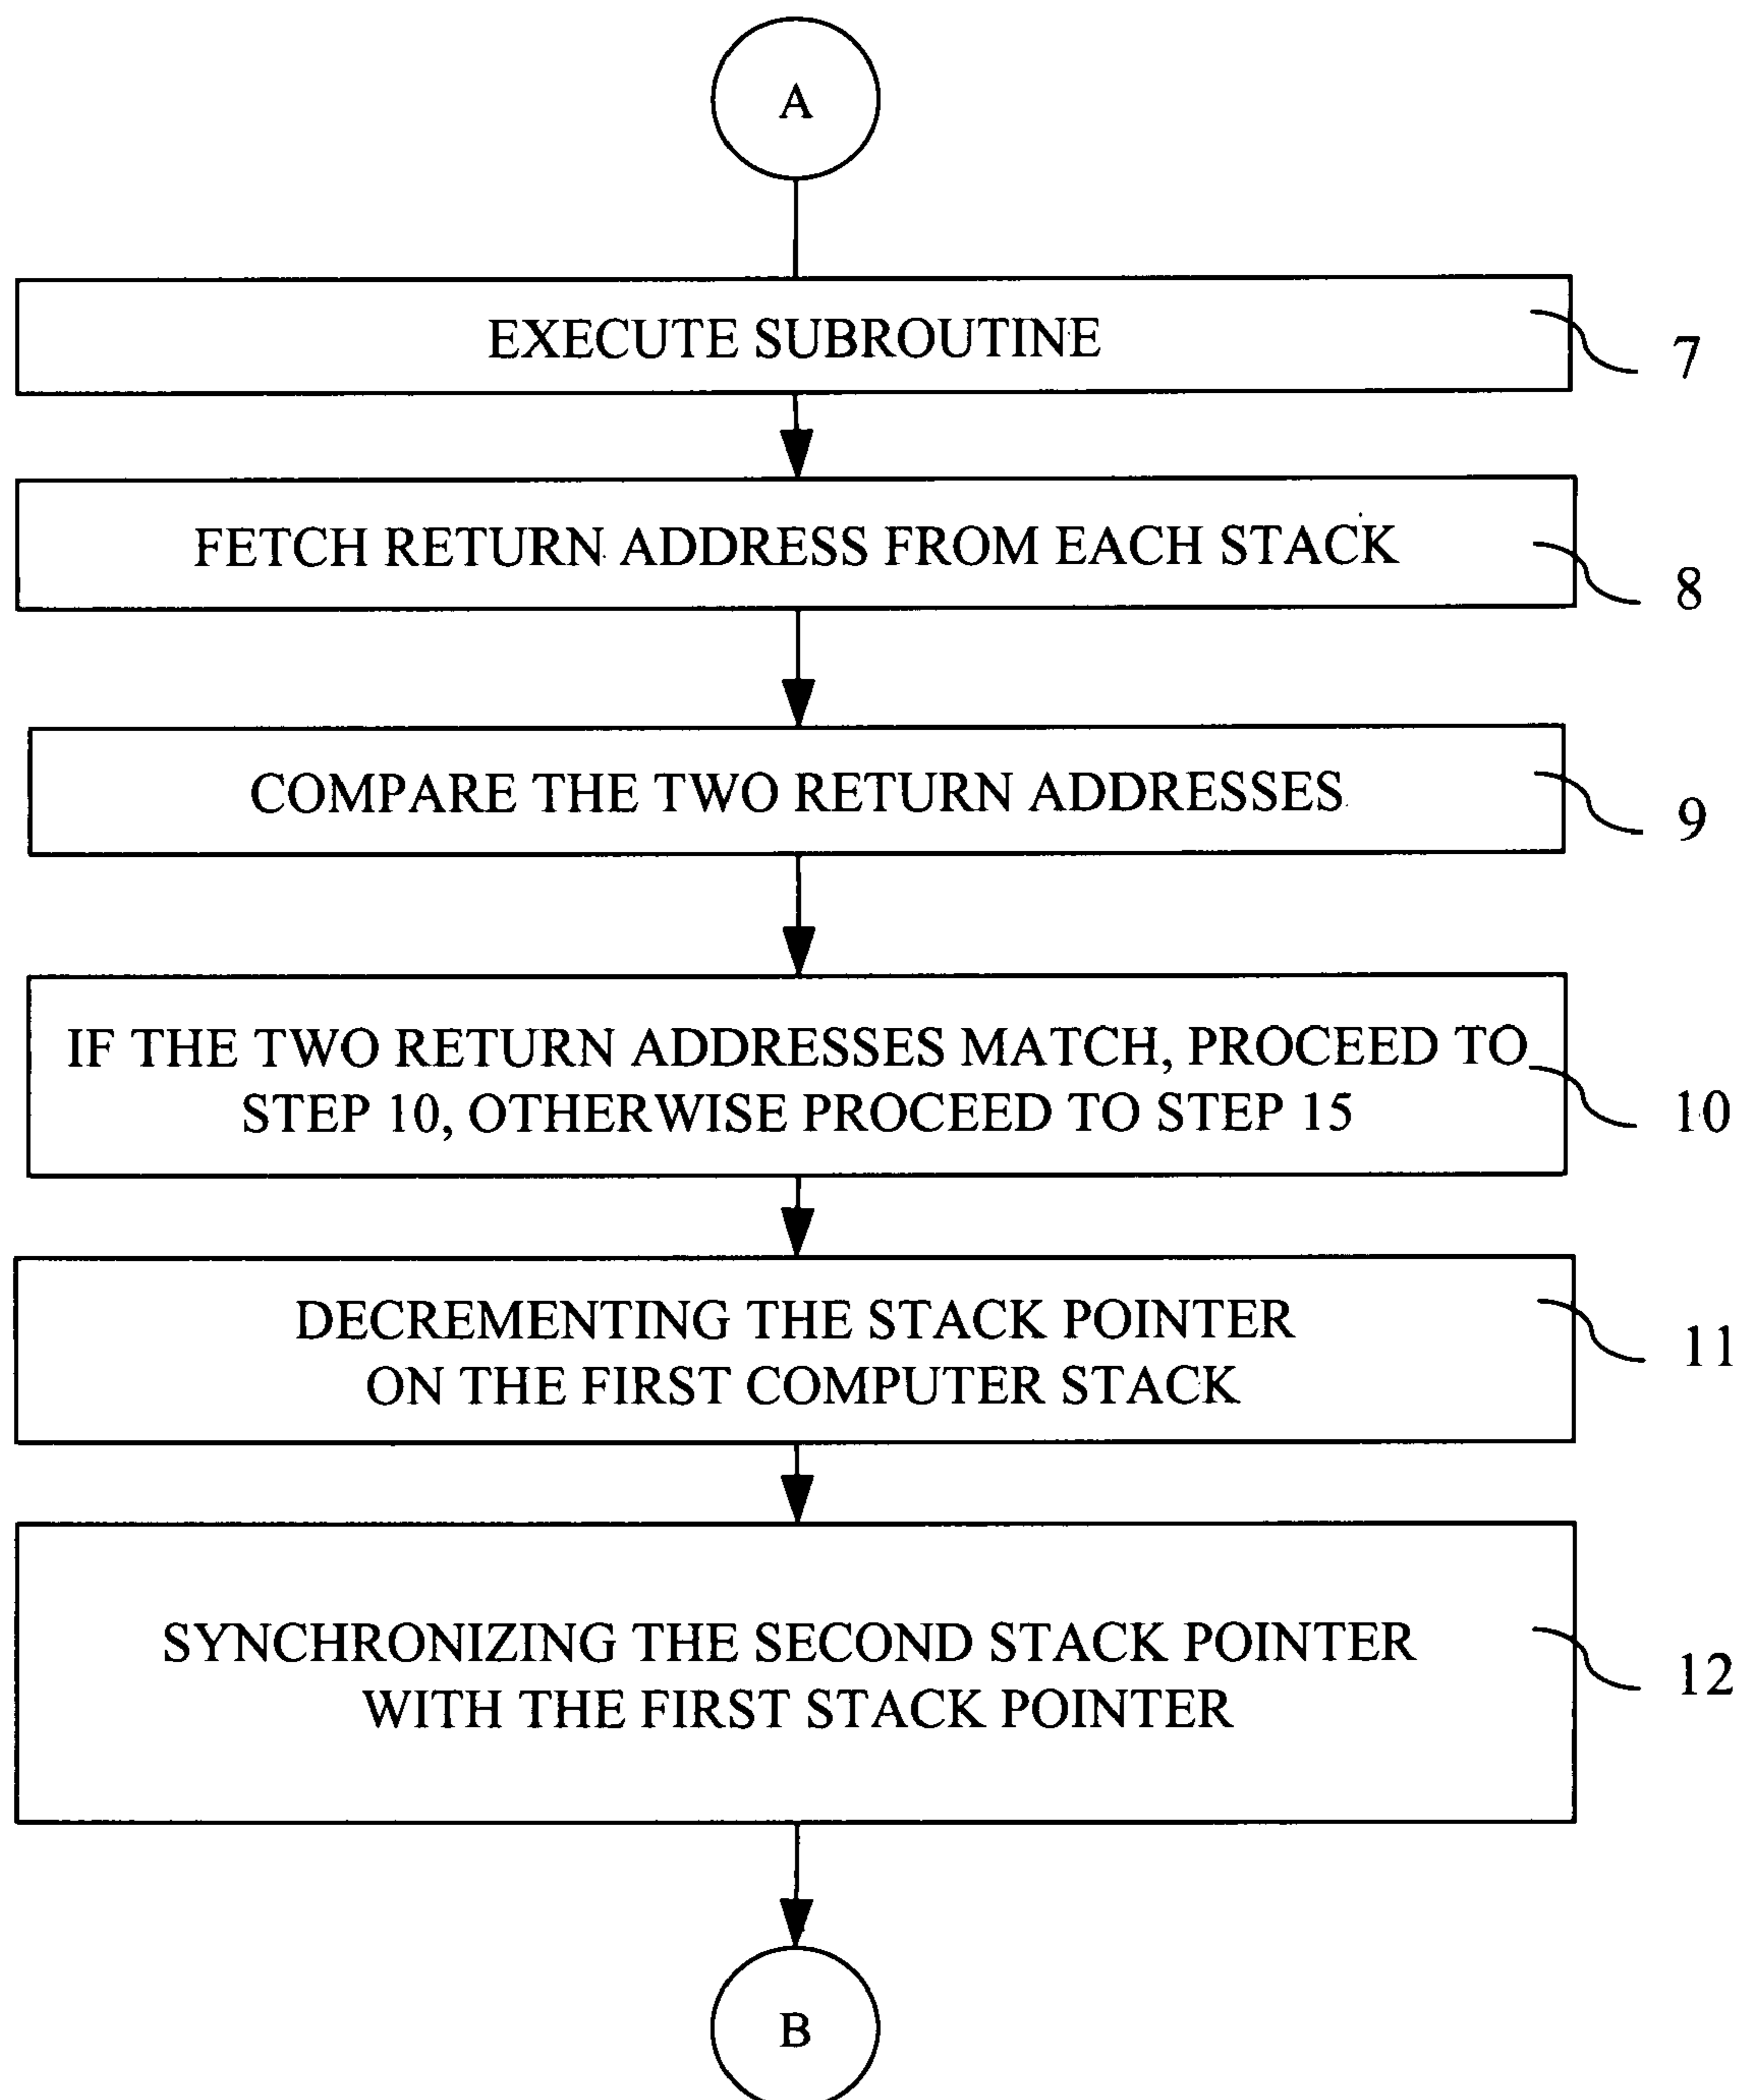 A
EXECUTE SUBROUTINE
7
FETCH RETURN ADDRESS FROM EACH STACK
8
COMPARE THE TWO RETURN ADDRESSES
9
IF THE TWO RETURN ADDRESSES MATCH, PROCEED TO
STEP 10, OTHERWISE PROCEED TO STEP 15
10
DECREMENTING THE STACK POINTER
ON THE FIRST COMPUTER STACK
11
SYNCHRONIZING THE SECOND STACK POINTER
WITH THE FIRST STACK POINTER
12
B